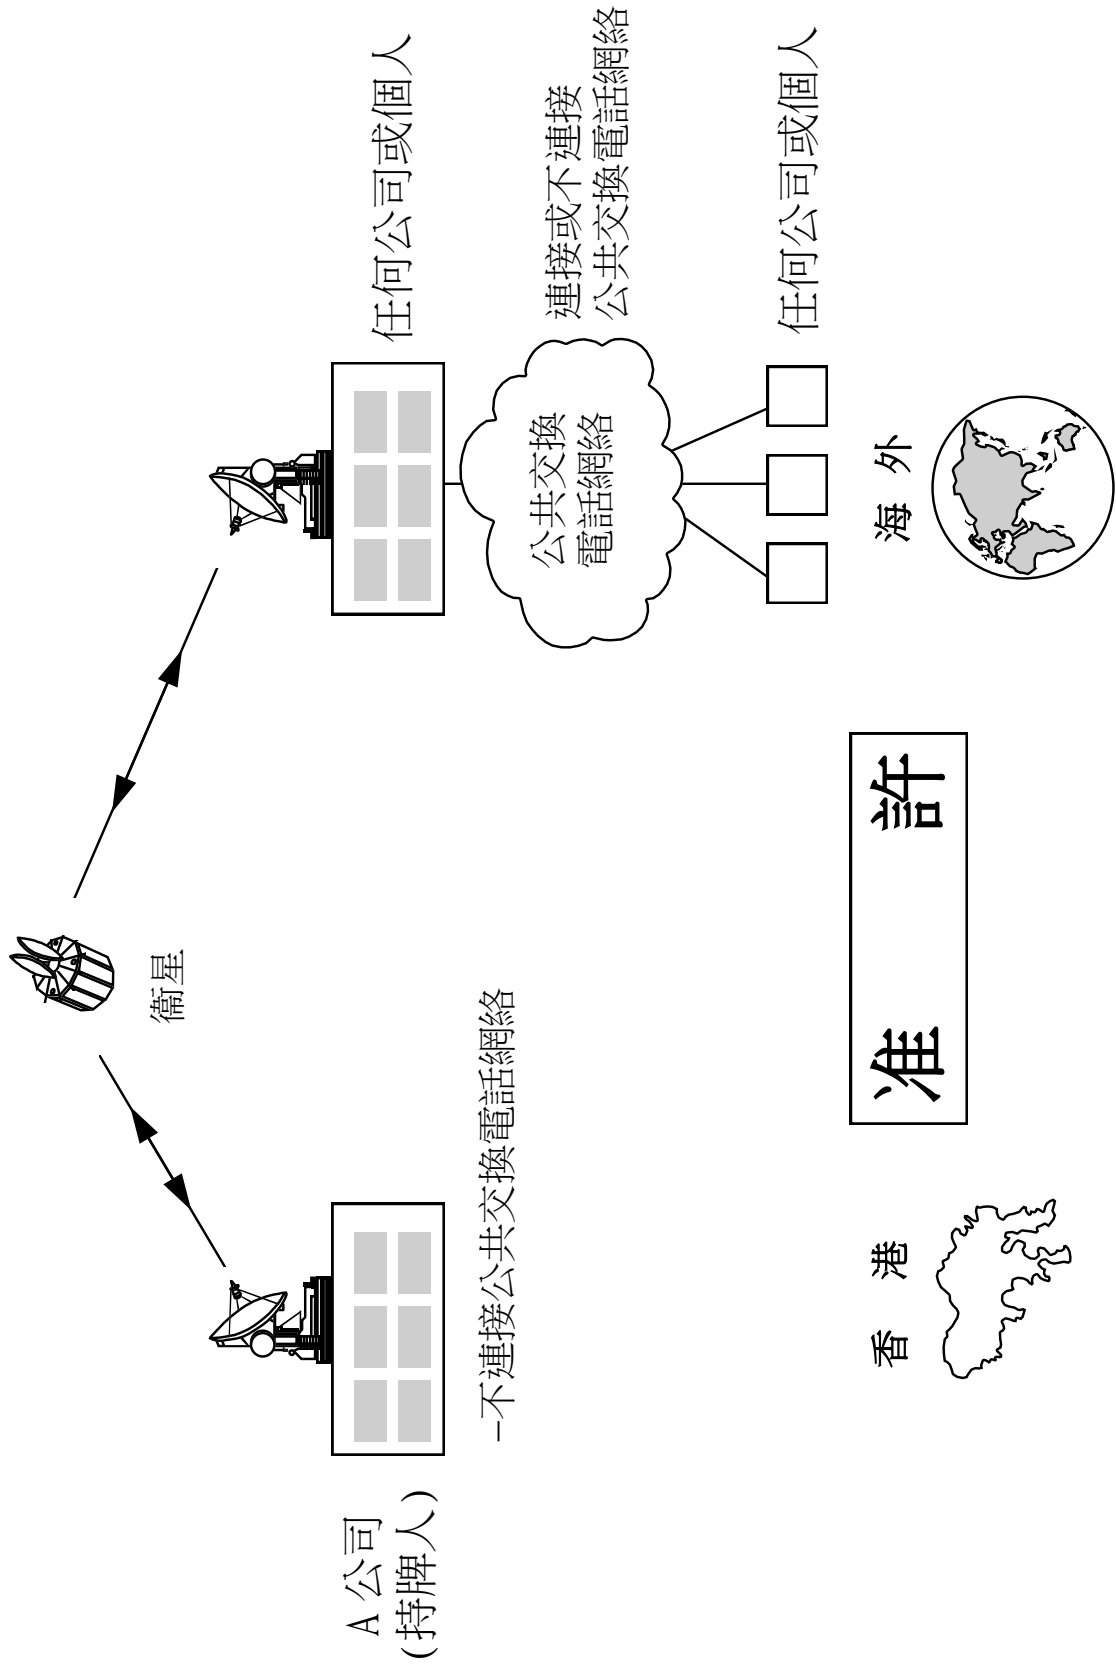 衞星
A 公司
(持牌人)
任何公司或個人
–不連接公共交換電話網絡
公共交換
電話網絡
連接或不連接
公共交換電話網絡
任何公司或個人
香 港
准 許
海 外